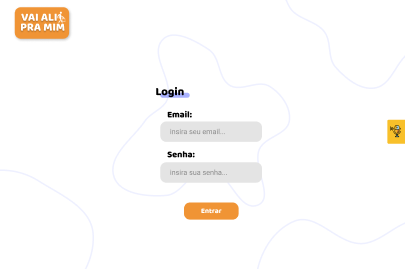 VAI ALI
PRA MIM
Login
Email:
insira seu email...
Senha:
insira sua senha...
Entrar